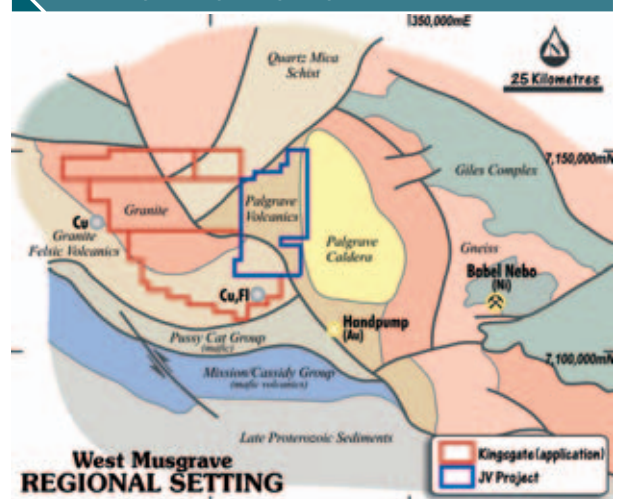 350,000mE
25 Kilometres
Quartz Mica
Schist
7,150,000mN
Giles Complex
Granite
Palgrave
Volcanics
Cu
Granite
Felsic Volcanics
Palgrave
Caldera
Gneiss
Babel Nebo
(Ni)
Cu,Fl
Handpump
(Au)
Pussy Cat Group
(mafic)
7,100,000mN
Mission/Cassidy Group
(mafic volcanics)
Late Proterozoic Sediments
West Musgrave
REGIONAL SETTING
Kingsgate (application)
JV Project